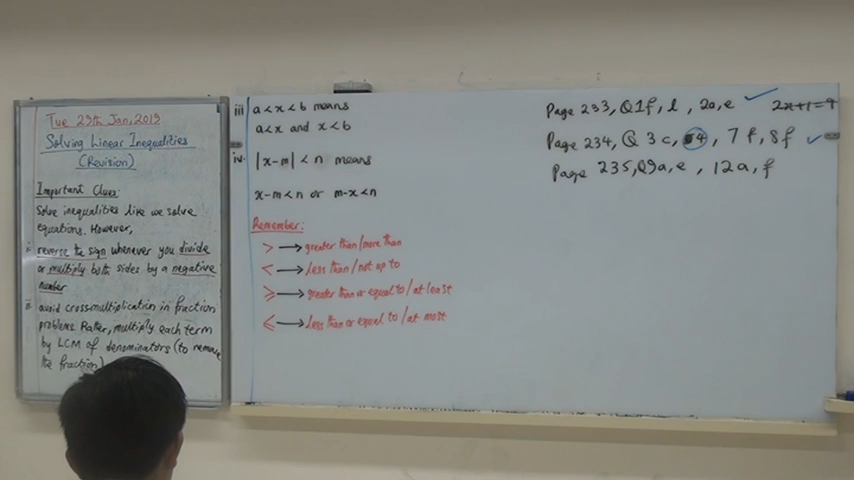 Tue 29th Jan, 2019
Solving Linear Inequalities
(Revision)
Important Clues:
Solve inequalities like we solve
equations. However,
i. reverse the sign whenever you divide
or multiply both sides by a negative
number
ii. avoid cross-multiplication in fraction
problems. Rather, multiply each term
by LCM of denominators (to remove
the fraction)
iii a < x < b means
a < x and x < b
iv. |x-m| < n means
x-m < n or m-x < n
Remember:
> → greater than/more than
< → Less than/not up to
≥ → greater than or equal to/at least
≤ → Less than or equal to/at most
Page 233, Q1f, l, 2a, e ✓ 2x+1=9
Page 234, Q 3c, 4, 7f, 8f ✓
Page 235, Q9a, e, 12a, f